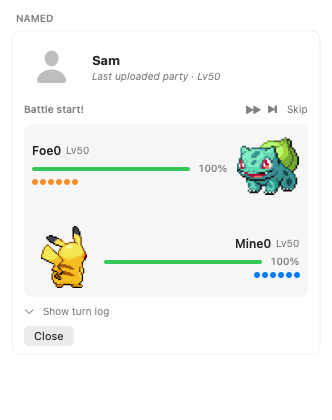 NAMED
Sam
Last uploaded party · Lv50
Battle start!
Skip
Foe0 Lv50
100%
Mine0 Lv50
100%
Show turn log
Close